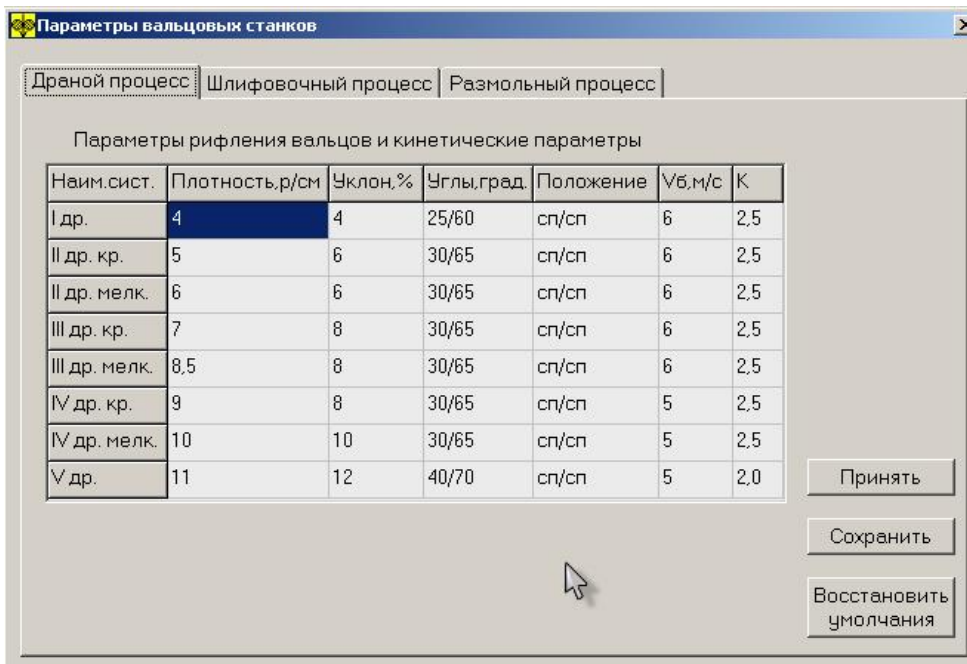 Параметры вальцовых станков
Драной процесс Шлифовочный процесс Размольный процесс
Параметры рифления вальцов и кинетические параметры
Наим.сист. Плотность,р/см Уклон,% Углы,град. Положение Vб,м/с К
I др. 4 4 25/60 сп/сп 6 2,5
II др. кр. 5 6 30/65 сп/сп 6 2,5
II др. мелк. 6 6 30/65 сп/сп 6 2,5
III др. кр. 7 8 30/65 сп/сп 6 2,5
III др. мелк. 8,5 8 30/65 сп/сп 6 2,5
IV др. кр. 9 8 30/65 сп/сп 5 2,5
IV др. мелк. 10 10 30/65 сп/сп 5 2,5
V др. 11 12 40/70 сп/сп 5 2,0
Принять
Сохранить
Восстановить
умолчания